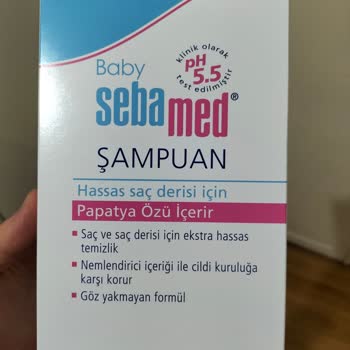 Baby
klinik olarak
pH
5.5
test edilmiştir
sebamed®
ŞAMPUAN
Hassas saç derisi için
Papatya Özü İçerir
▪ Saç ve saç derisi için ekstra hassas
temizlik
▪ Nemlendirici içeriği ile cildi kuruluğa
karşı korur
▪ Göz yakmayan formül